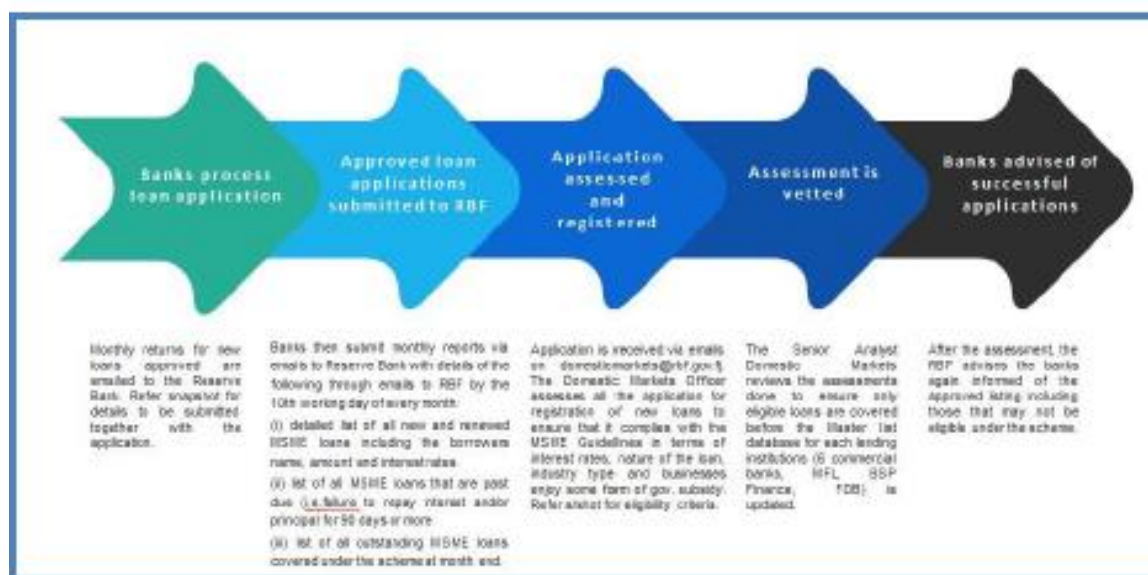 Banks process
loan application
Approved loan
applications
submitted to RBF
Application
assessed
and
registered
Assessment is
vetted
Banks advised of
successful
applications
Monthly returns for new
loans approved are
emailed to the Reserve
Bank. Refer snapshot for
details to be submitted
together with the
application.
Banks then submit monthly reports via
emails to Reserve Bank with details of the
following through emails to RBF by the
10th working day of every month:
(i) detailed list of all new and renewed
MSME loans including the borrowers
name, amount and interest rates
(ii) list of all MSME loans that are past
due (i.e. failure to repay interest and/or
principal for 90 days or more
(iii) list of all outstanding MSME loans
covered under the scheme at month end.
Application is received via emails
on domesticmarkets@rbf.gov.fj.
The Domestic Markets Officer
assesses all the application for
registration of new loans to
ensure that it complies with the
MSME Guidelines in terms of
interest rates, nature of the loan,
industry type and businesses
enjoy some form of gov. subsidy.
Refer for eligibility criteria.
The Senior Analyst
Domestic Markets
reviews the assessments
done to ensure only
eligible loans are covered
before the Master list
database for each lending
institutions (6 commercial
banks, MFL, BSP
Finance, FDB) is
updated.
After the assessment, the
RBF advises the banks
again informed of the
Approved listing including
those that may not be
eligible under the scheme.